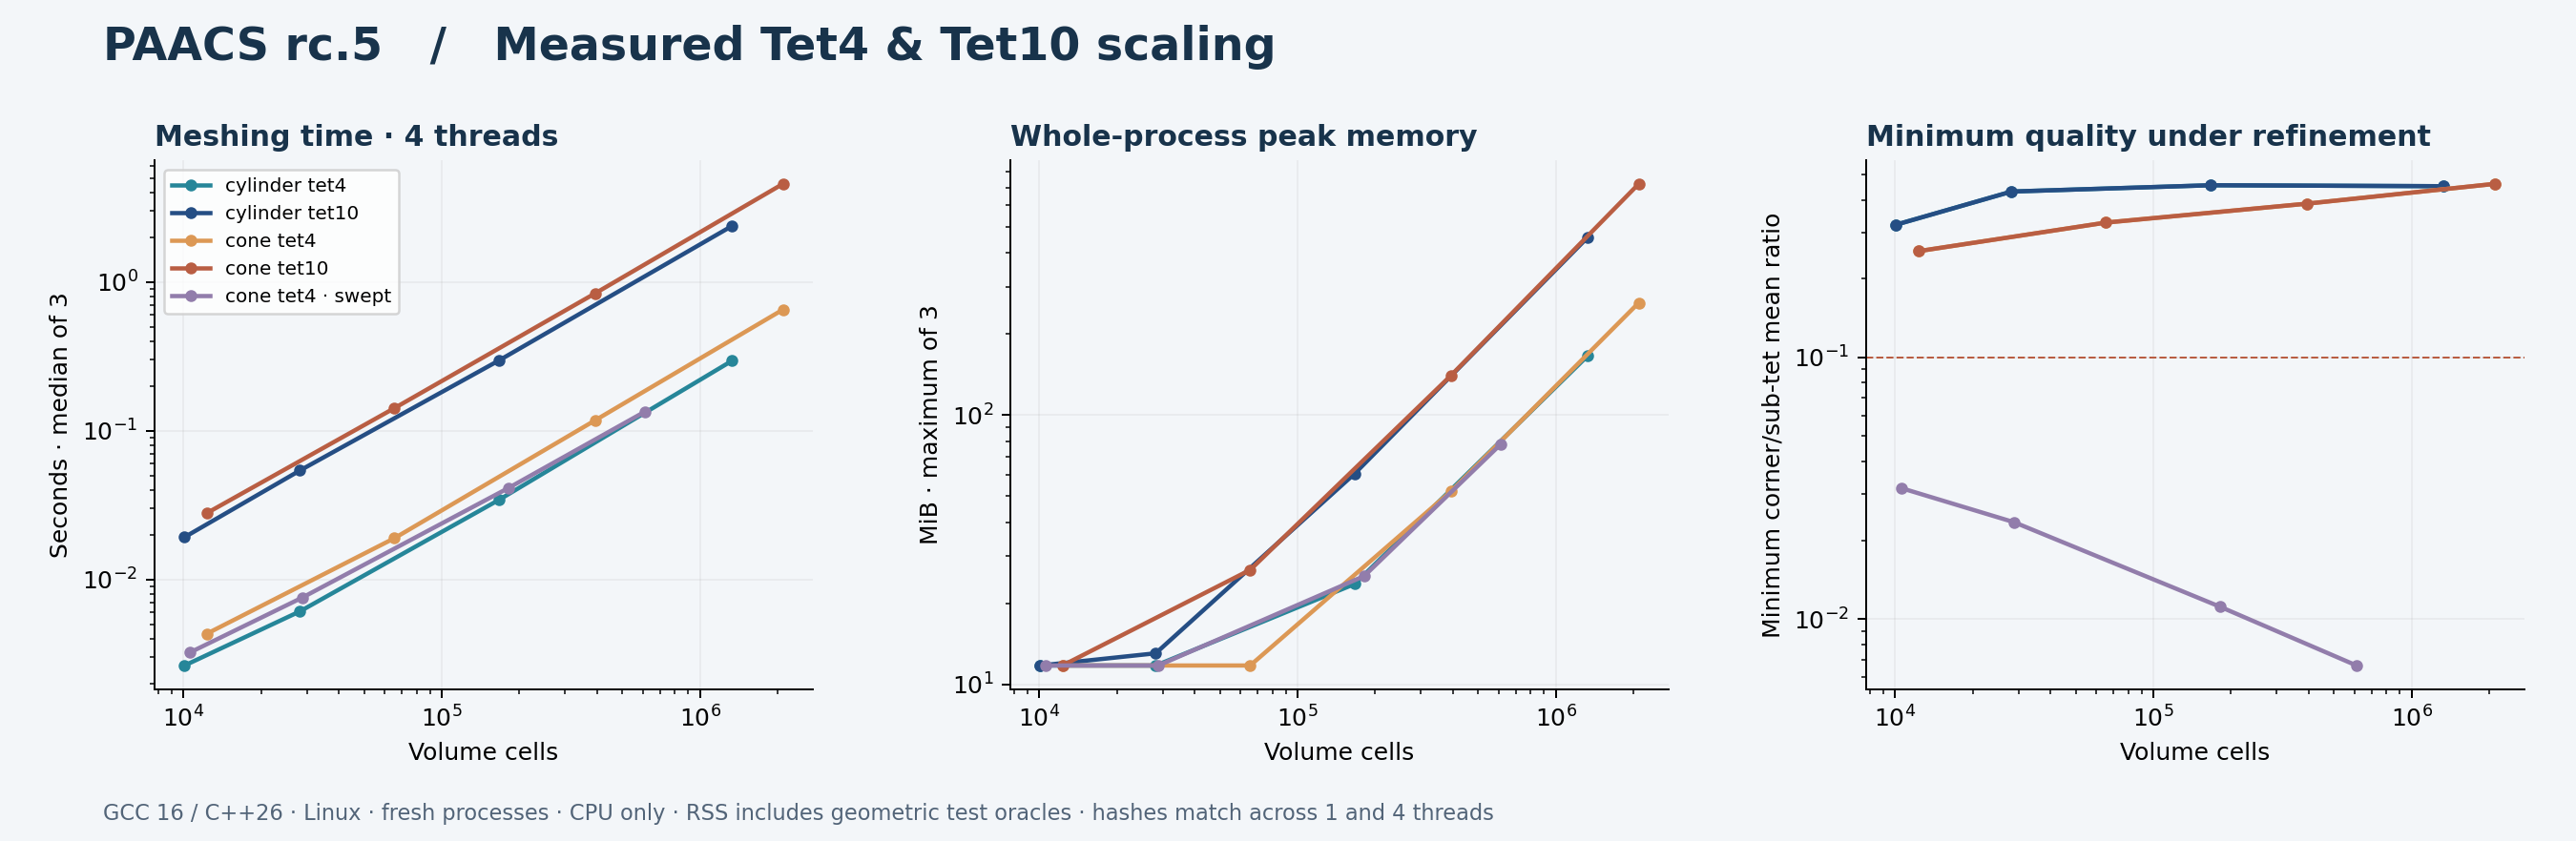 PAACS rc.5 / Measured Tet4 & Tet10 scaling
Meshing time · 4 threads
Seconds · median of 3
10⁰
10⁻¹
10⁻²
cylinder tet4
cylinder tet10
cone tet4
cone tet10
cone tet4 · swept
10⁴ 10⁵ 10⁶
Volume cells
Whole-process peak memory
MiB · maximum of 3
10²
10¹
10⁴ 10⁵ 10⁶
Volume cells
Minimum quality under refinement
Minimum corner/sub-tet mean ratio
10⁻¹
10⁻²
10⁴ 10⁵ 10⁶
Volume cells
GCC 16 / C++26 · Linux · fresh processes · CPU only · RSS includes geometric test oracles · hashes match across 1 and 4 threads